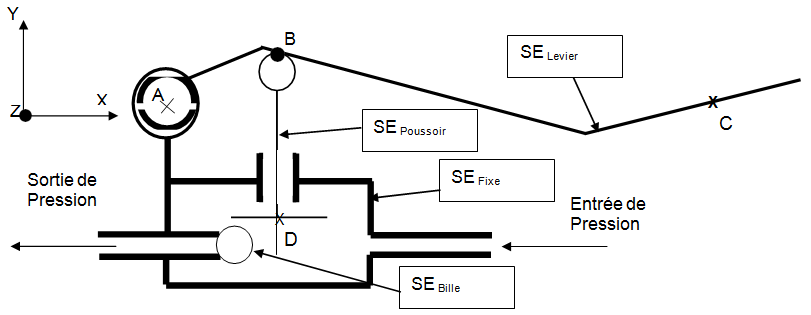 Y
Z
X
A
B
C
D
SE Levier
SE Poussoir
SE Fixe
SE Bille
Sortie de
Pression
Entrée de
Pression